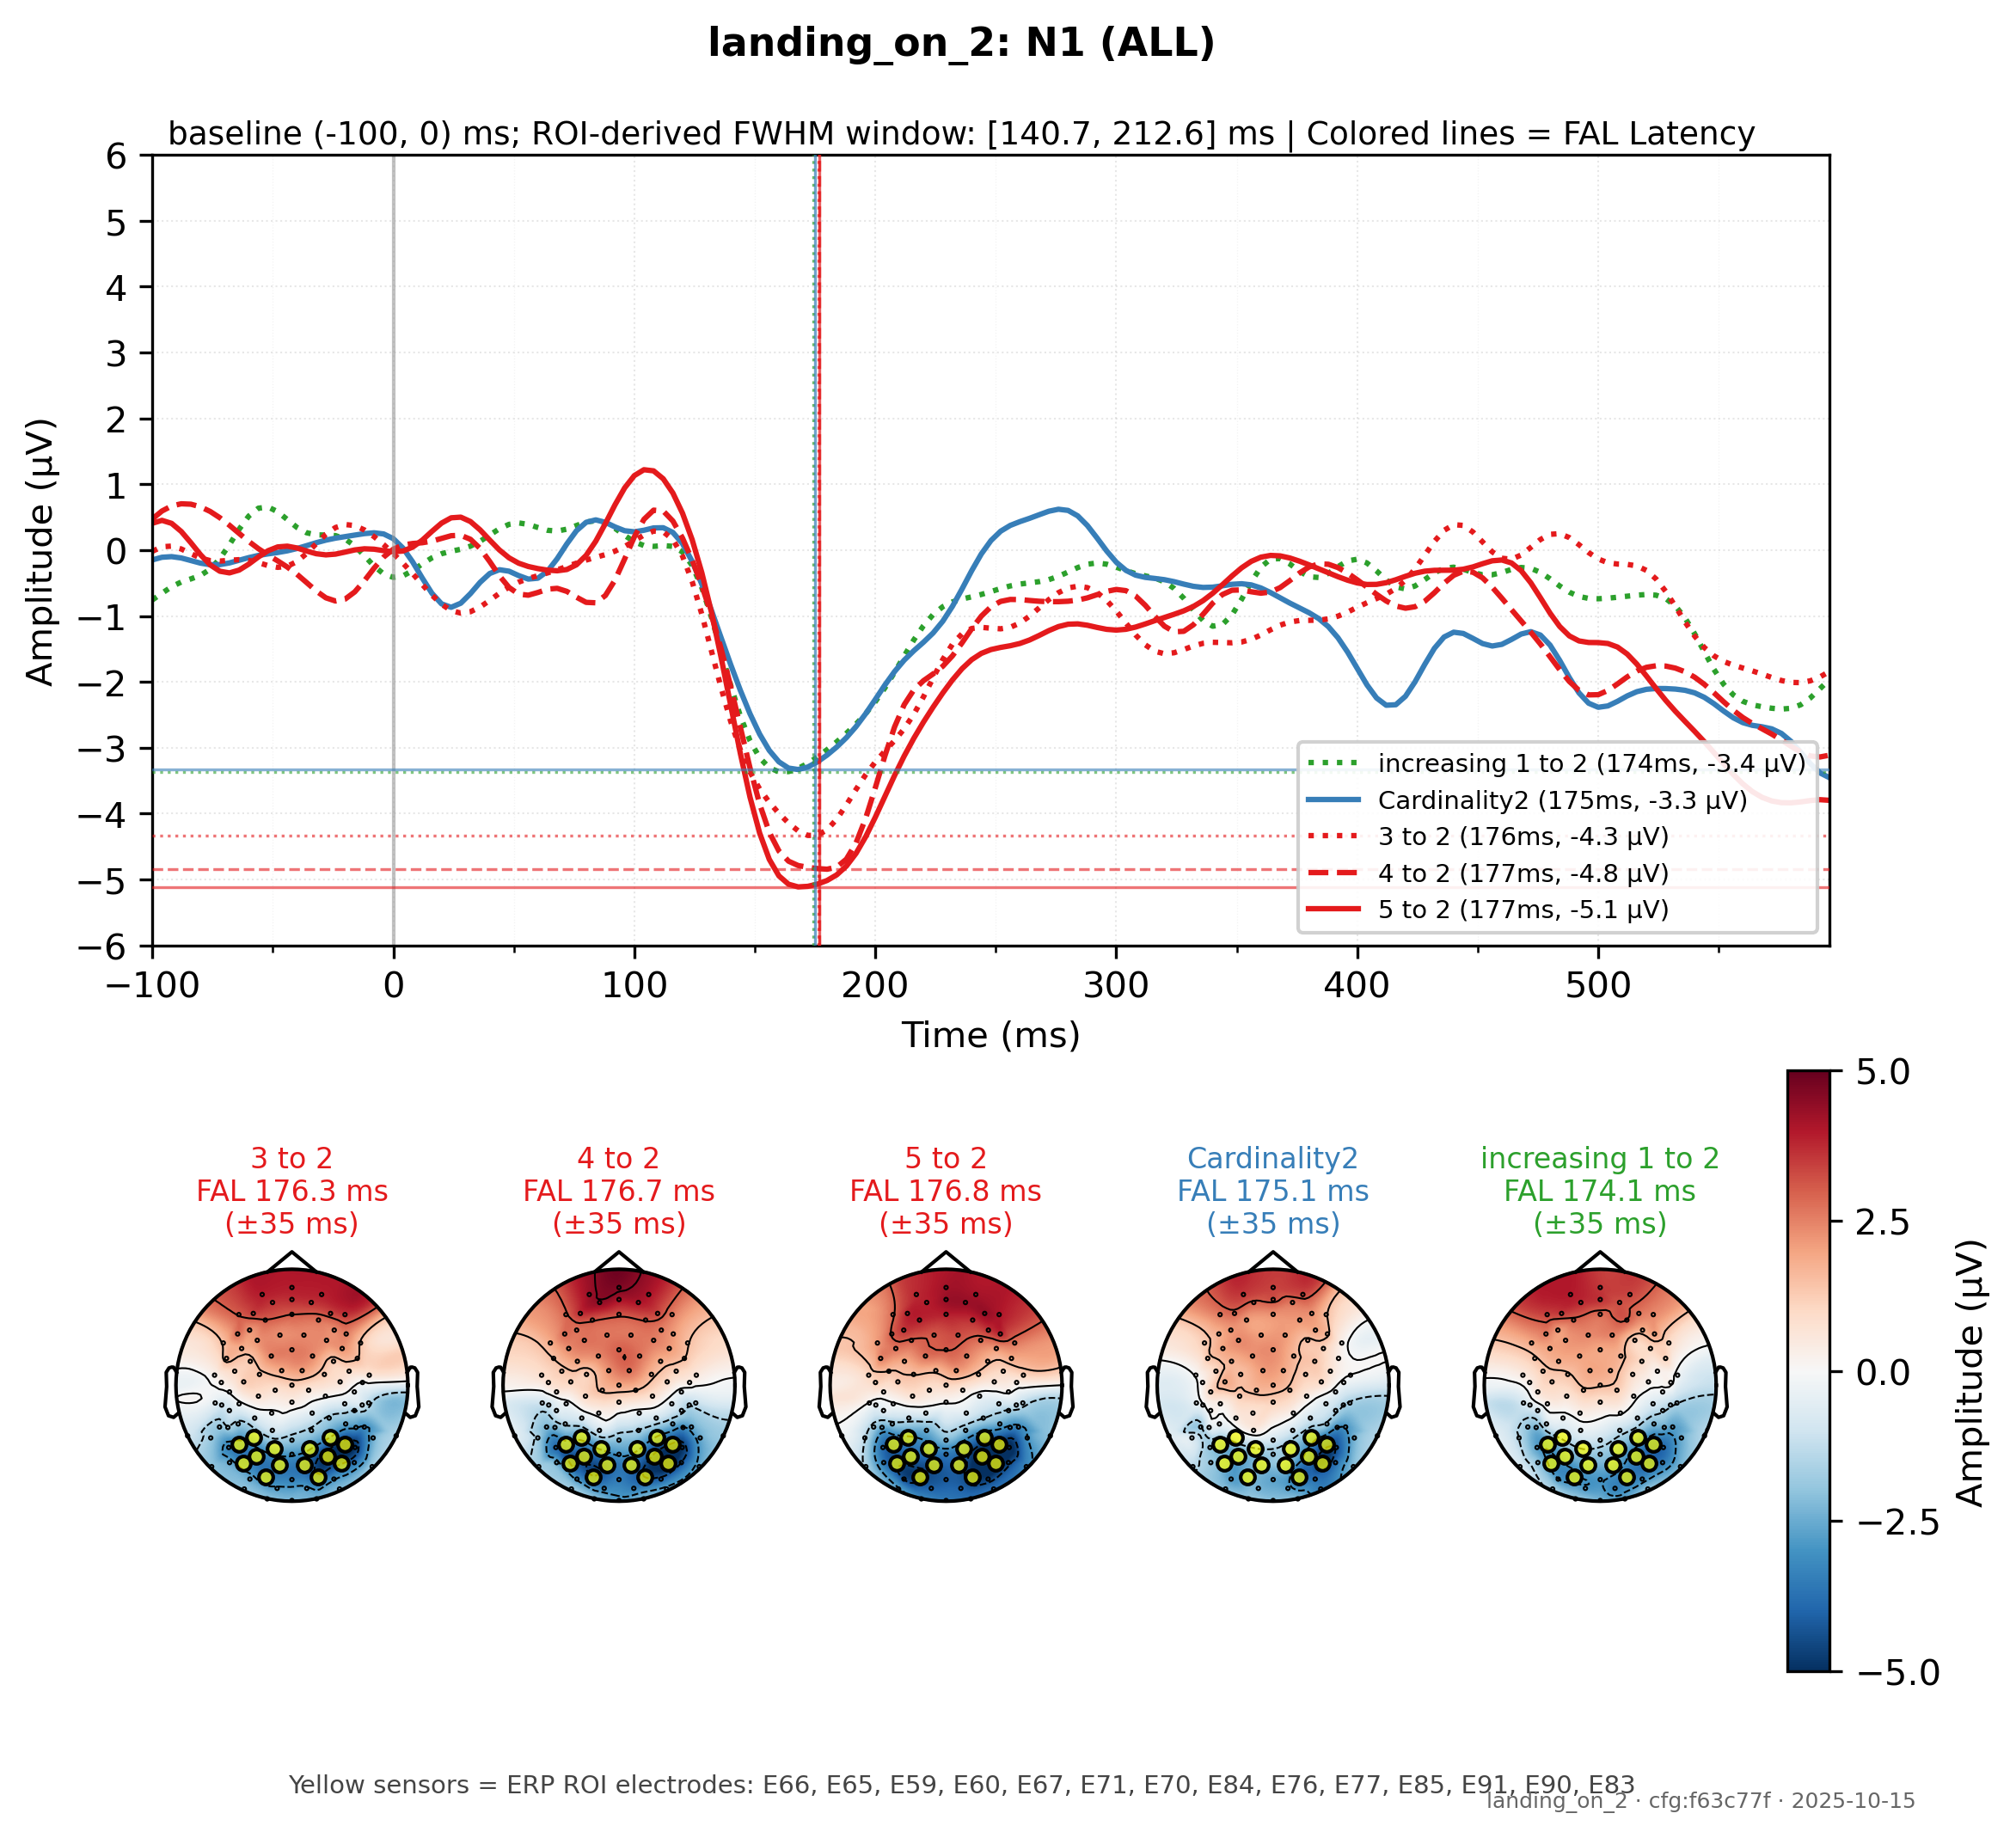 landing_on_2: N1 (ALL)
baseline (-100, 0) ms; ROI-derived FWHM window: [140.7, 212.6] ms | Colored lines = FAL Latency
6
5
4
3
2
1
0
−1
−2
−3
−4
−5
−6
Amplitude (μV)
increasing 1 to 2 (174ms, -3.4 μV)
Cardinality2 (175ms, -3.3 μV)
3 to 2 (176ms, -4.3 μV)
4 to 2 (177ms, -4.8 μV)
5 to 2 (177ms, -5.1 μV)
−100 0 100 200 300 400 500
Time (ms)
3 to 2
FAL 176.3 ms
(±35 ms)
4 to 2
FAL 176.7 ms
(±35 ms)
5 to 2
FAL 176.8 ms
(±35 ms)
Cardinality2
FAL 175.1 ms
(±35 ms)
increasing 1 to 2
FAL 174.1 ms
(±35 ms)
5.0
2.5
0.0
−2.5
−5.0
Amplitude (μV)
Yellow sensors = ERP ROI electrodes: E66, E65, E59, E60, E67, E71, E70, E84, E76, E77, E85, E91, E90, E83
landing_on_2 · cfg:f63c77f · 2025-10-15